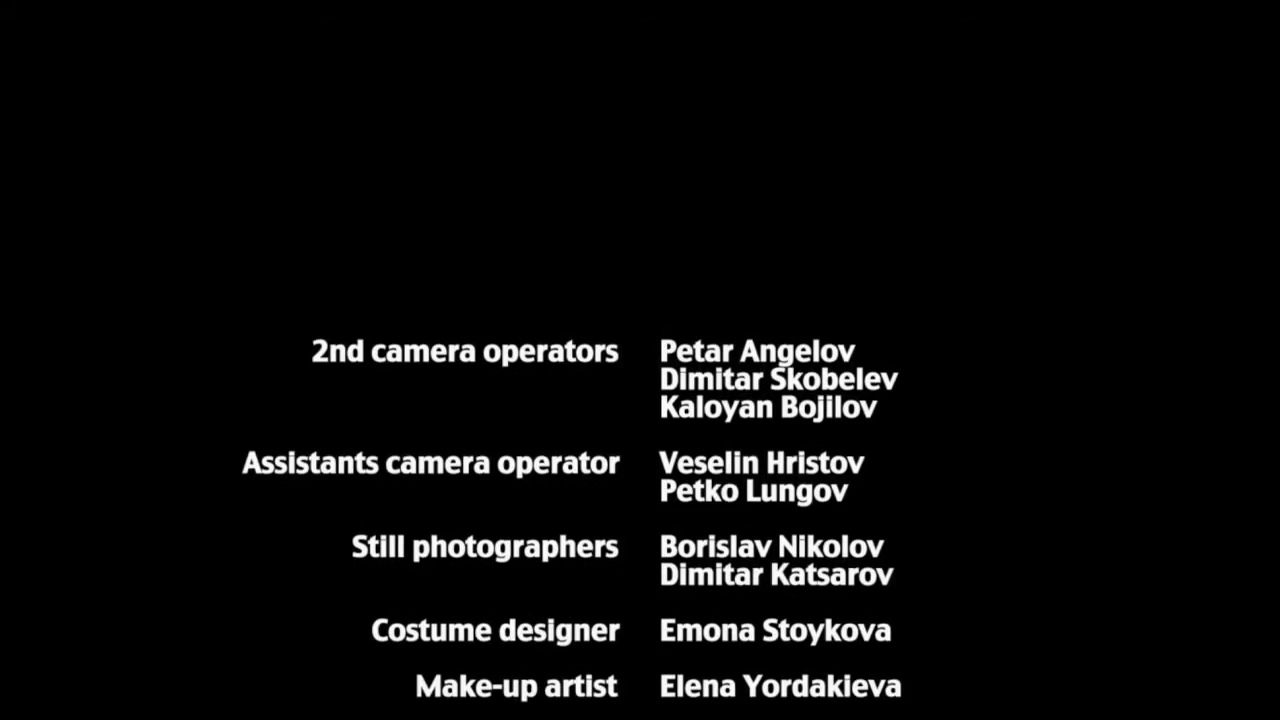 2nd camera operators Petar Angelov
Dimitar Skobelev
Kaloyan Bojilov
Assistants camera operator Veselin Hristov
Petko Lungov
Still photographers Borislav Nikolov
Dimitar Katsarov
Costume designer Emona Stoykova
Make-up artist Elena Yordakieva